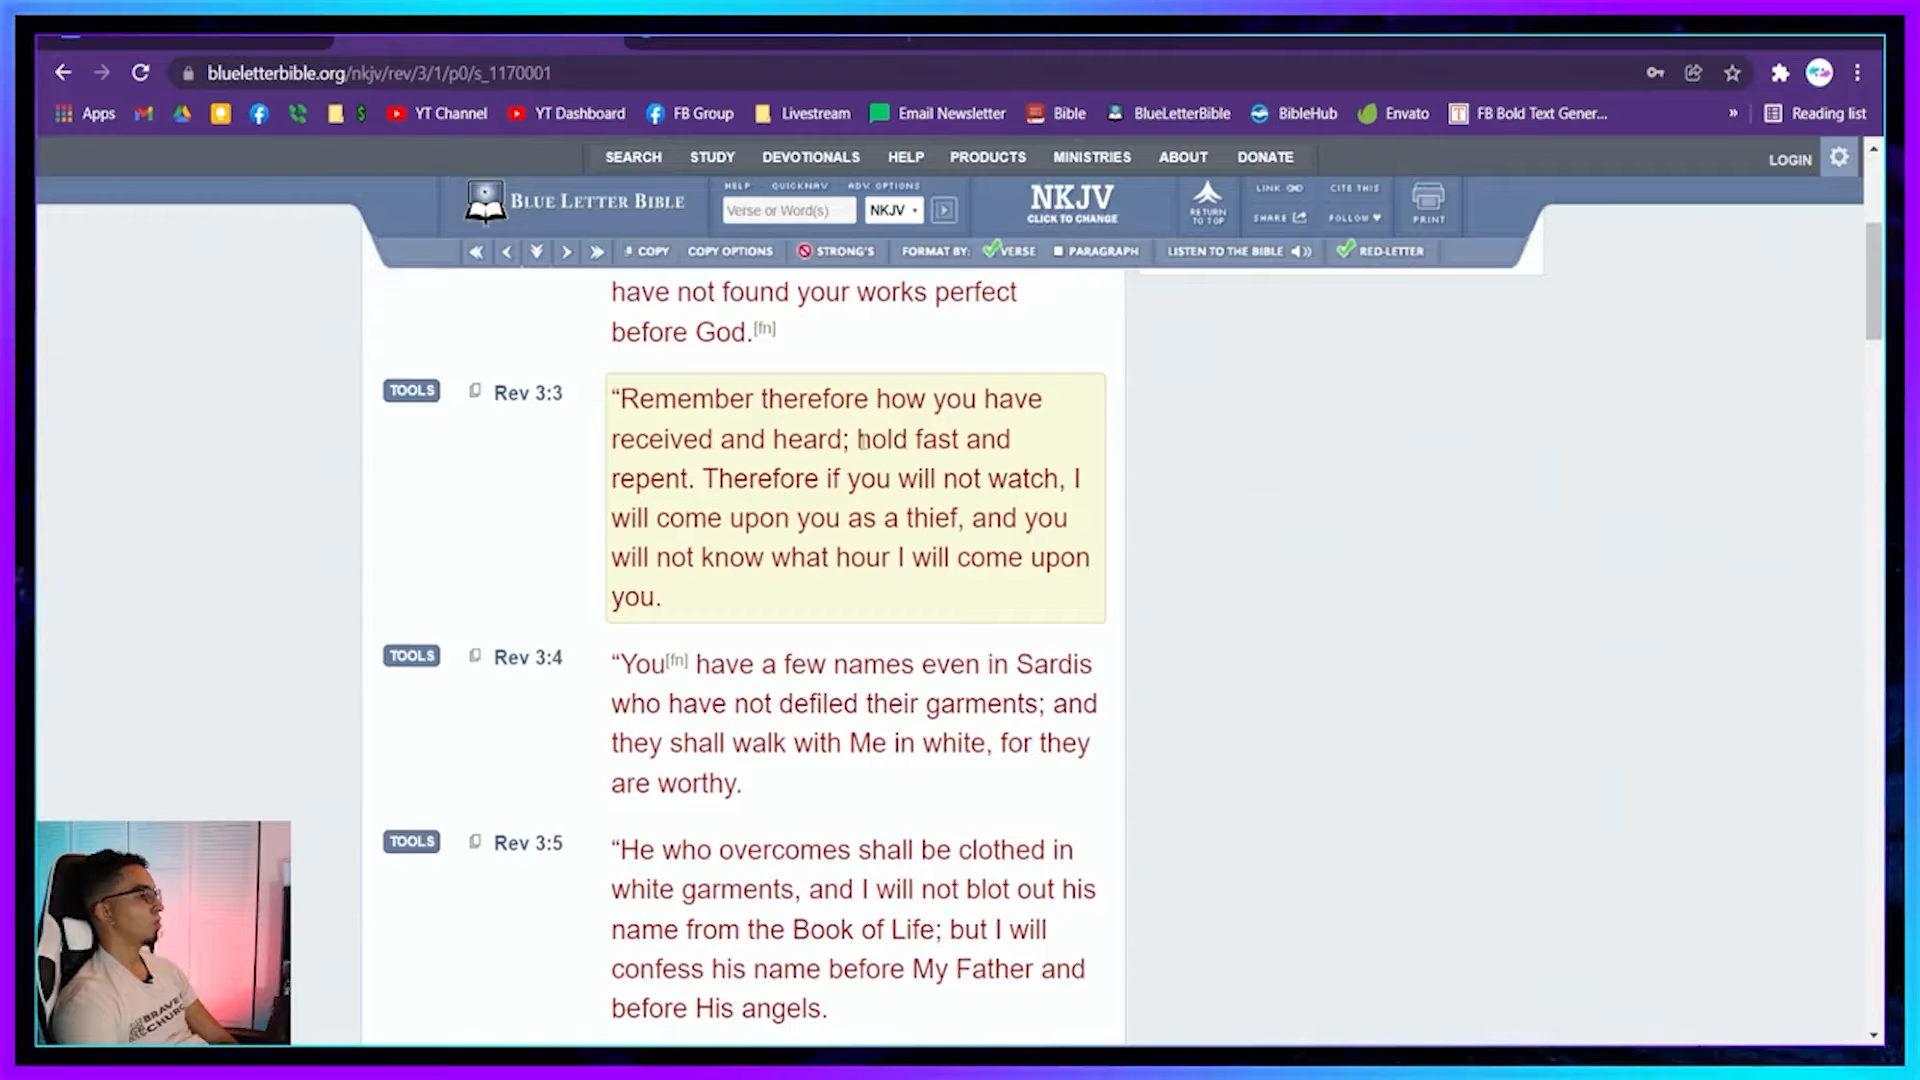 blueletterbible.org/nkjv/rev/3/1/p0/s_1170001
Apps $ YT Channel YT Dashboard FB Group Livestream Email Newsletter Bible BlueLetterBible BibleHub Envato FB Bold Text Gener... » Reading list
SEARCH STUDY DEVOTIONALS HELP PRODUCTS MINISTRIES ABOUT DONATE LOGIN
HELP QUICKNAV ADV. OPTIONS
BLUE LETTER BIBLE
Verse or Word(s) NKJV
NKJV
CLICK TO CHANGE
RETURN
TO TOP
LINK CITE THIS
SHARE FOLLOW
PRINT
COPY COPY OPTIONS STRONG'S FORMAT BY: VERSE PARAGRAPH LISTEN TO THE BIBLE RED-LETTER
have not found your works perfect
before God.[fn]
TOOLS Rev 3:3
“Remember therefore how you have
received and heard; hold fast and
repent. Therefore if you will not watch, I
will come upon you as a thief, and you
will not know what hour I will come upon
you.
TOOLS Rev 3:4
“You[fn] have a few names even in Sardis
who have not defiled their garments; and
they shall walk with Me in white, for they
are worthy.
TOOLS Rev 3:5
“He who overcomes shall be clothed in
white garments, and I will not blot out his
name from the Book of Life; but I will
confess his name before My Father and
before His angels.
BRAVE
CHURCH